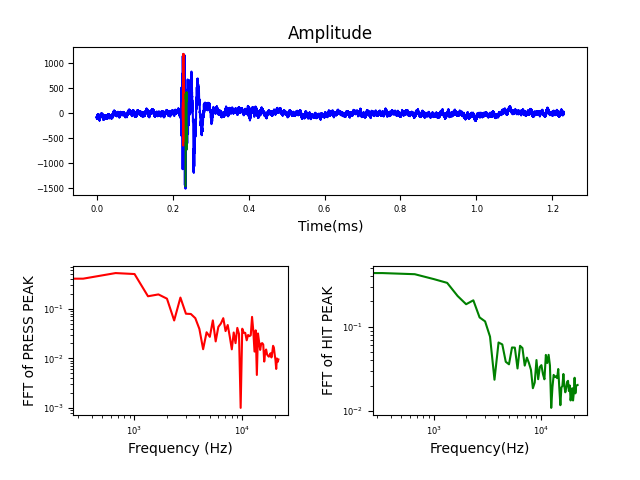 Amplitude
1000
500
0
−500
−1000
−1500
0.0 0.2 0.4 0.6 0.8 1.0 1.2
Time(ms)
FFT of PRESS PEAK
10⁻¹
10⁻²
10⁻³
10³ 10⁴
Frequency (Hz)
FFT of HIT PEAK
10⁻¹
10⁻²
10³ 10⁴
Frequency(Hz)